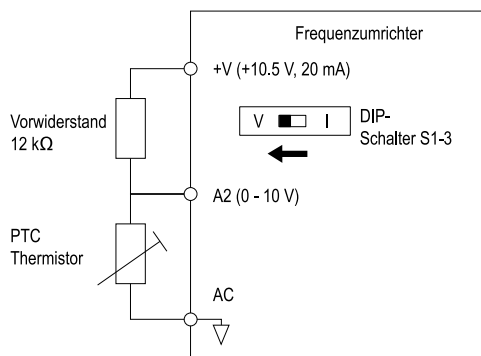 Frequenzumrichter
+V (+10.5 V, 20 mA)
Vorwiderstand
12 kΩ
V I
DIP-
Schalter S1-3
A2 (0 - 10 V)
PTC
Thermistor
AC